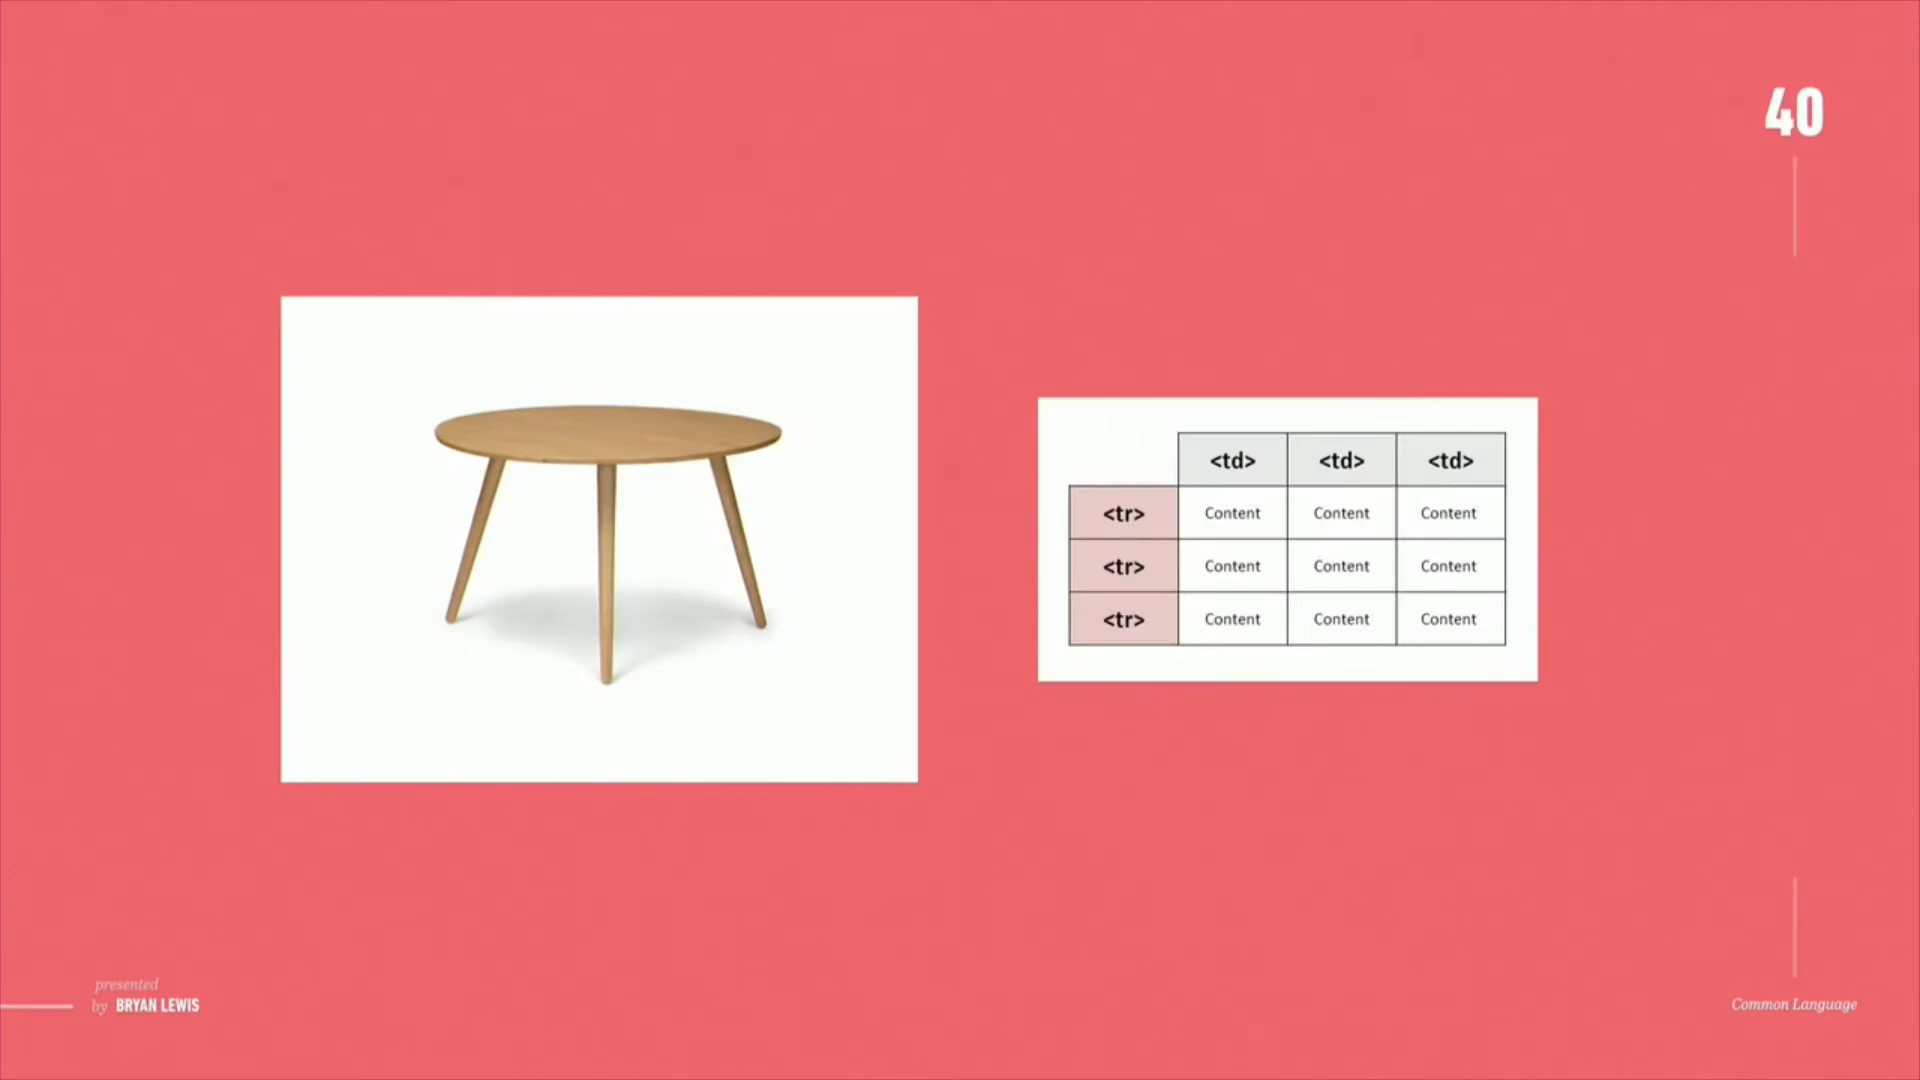 40
<td> <td> <td>
<tr> Content Content Content
<tr> Content Content Content
<tr> Content Content Content
presented
by BRYAN LEWIS
Common Language